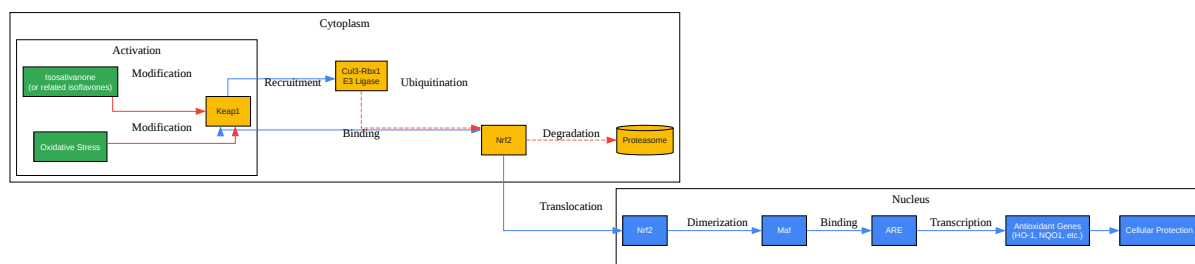 Cytoplasm
Activation
Isosativanone
(or related isoflavones)
Modification
Keap1
Modification
Oxidative Stress
Recruitment
Cul3-Rbx1
E3 Ligase
Ubiquitination
Binding
Nrf2
Degradation
Proteasome
Translocation
Nucleus
Nrf2
Dimerization
Maf
Binding
ARE
Transcription
Antioxidant Genes
(HO-1, NQO1, etc.)
Cellular Protection